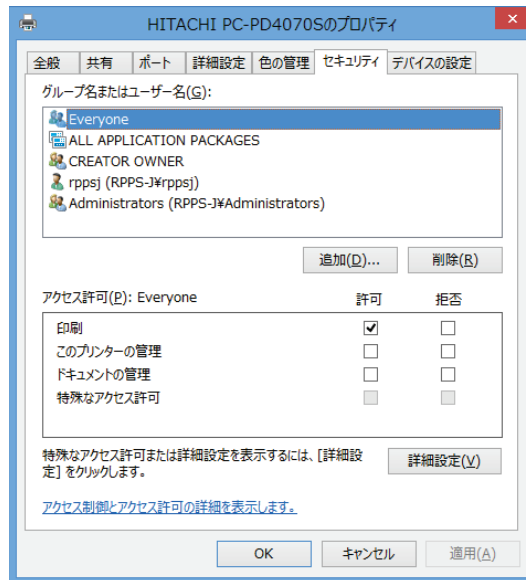 HITACHI PC-PD4070Sのプロパティ
全般 共有 ポート 詳細設定 色の管理 セキュリティ デバイスの設定
グループ名またはユーザー名(G):
Everyone
ALL APPLICATION PACKAGES
CREATOR OWNER
rppsj (RPPS-J¥rppsj)
Administrators (RPPS-J¥Administrators)
追加(D)... 削除(R)
アクセス許可(P): Everyone 許可 拒否
印刷
このプリンターの管理
ドキュメントの管理
特殊なアクセス許可
特殊なアクセス許可または詳細設定を表示するには、[詳細設
定] をクリックします。
詳細設定(V)
アクセス制御とアクセス許可の詳細を表示します。
OK キャンセル 適用(A)